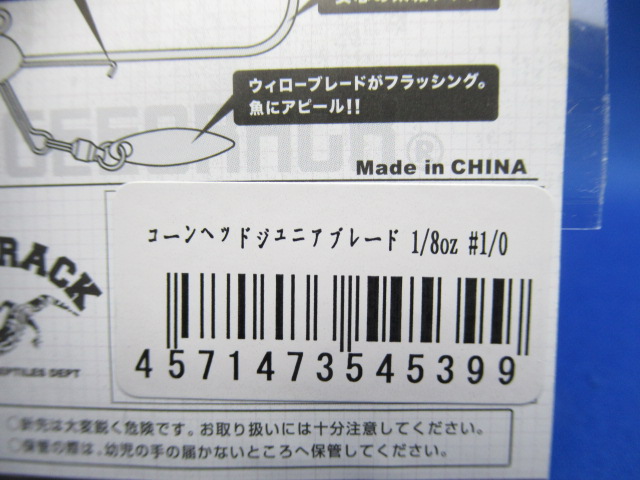 ウィローブレードがフラッシング。
魚にアピール!!
GEECRACK®
Made in CHINA
コーンヘッドジュニアブレード 1/8oz #1/0
RACK
REPTILES DEPT
4571473545399
○針先は大変鋭く危険です。お取り扱いには十分注意してください。
○保管の際は、幼児の手の届かないところへ保管してください。